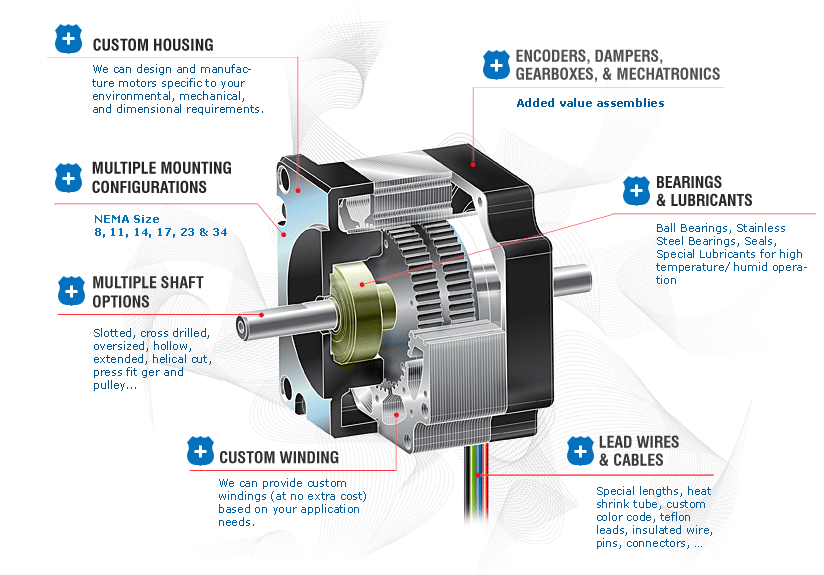 CUSTOM HOUSING
We can design and manufac-
ture motors specific to your
environmental, mechanical,
and dimensional requirements.
ENCODERS, DAMPERS,
GEARBOXES, & MECHATRONICS
Added value assemblies
MULTIPLE MOUNTING
CONFIGURATIONS
NEMA Size
8, 11, 14, 17, 23 & 34
BEARINGS
& LUBRICANTS
Ball Bearings, Stainless
Steel Bearings, Seals,
Special Lubricants for high
temperature/ humid opera-
tion
MULTIPLE SHAFT
OPTIONS
Slotted, cross drilled,
oversized, hollow,
extended, helical cut,
press fit ger and
pulley...
CUSTOM WINDING
We can provide custom
windings (at no extra cost)
based on your application
needs.
LEAD WIRES
& CABLES
Special lengths, heat
shrink tube, custom
color code, teflon
leads, insulated wire,
pins, connectors, ...